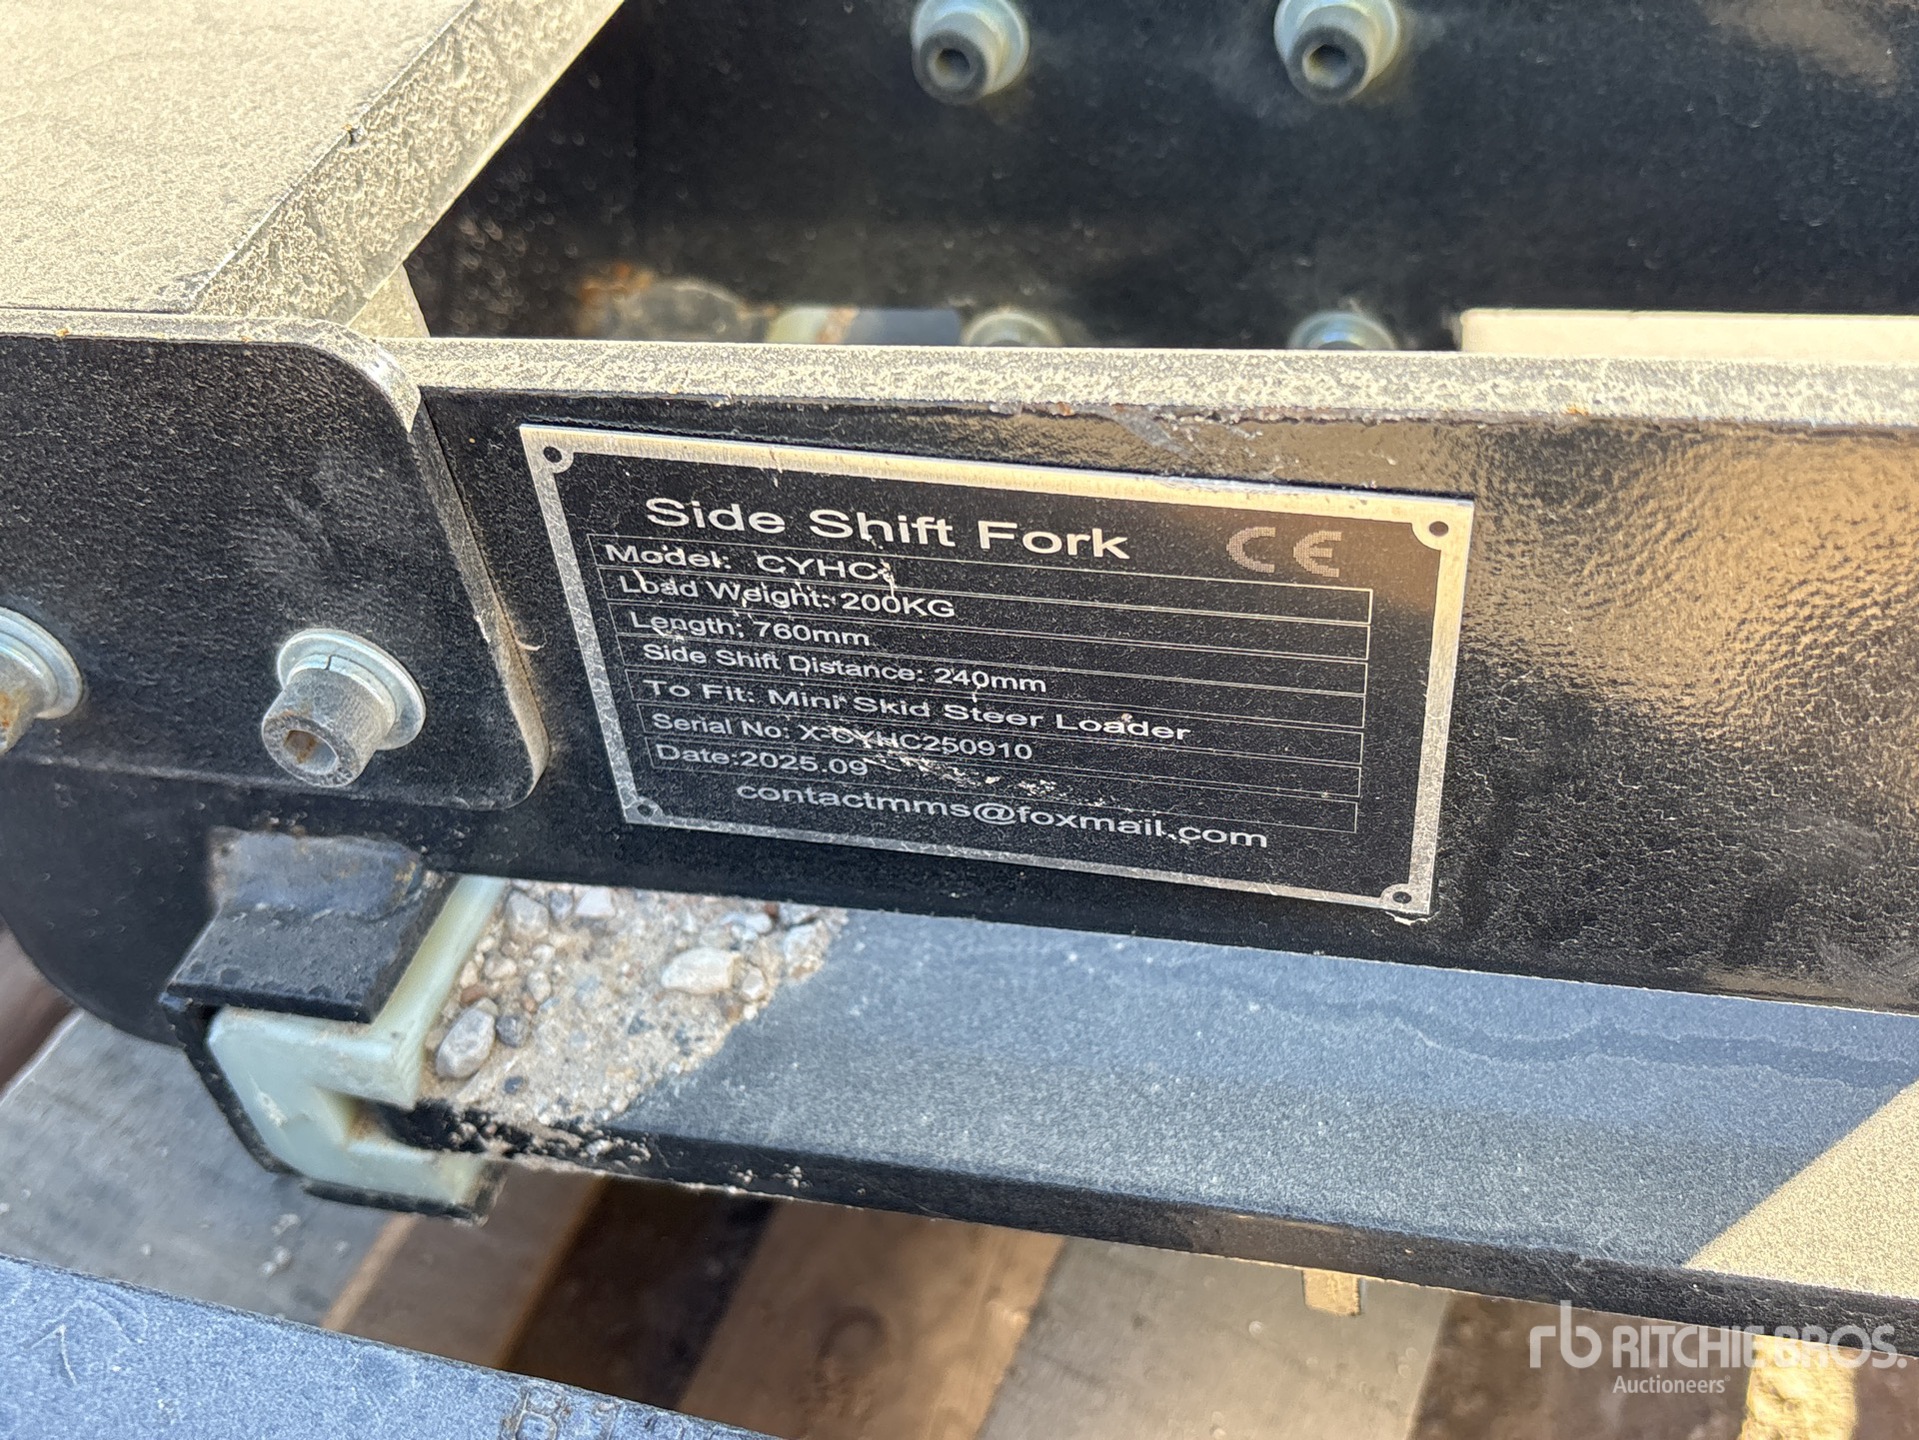 Side Shift Fork CE
Model: CYHC
Load Weight: 200KG
Length: 760mm
Side Shift Distance: 240mm
To Fit: Mini Skid Steer Loader
Serial No: X-CYHC250910
Date:2025.09
contactmms@foxmail.com
rb RITCHIE BROS.
Auctioneers